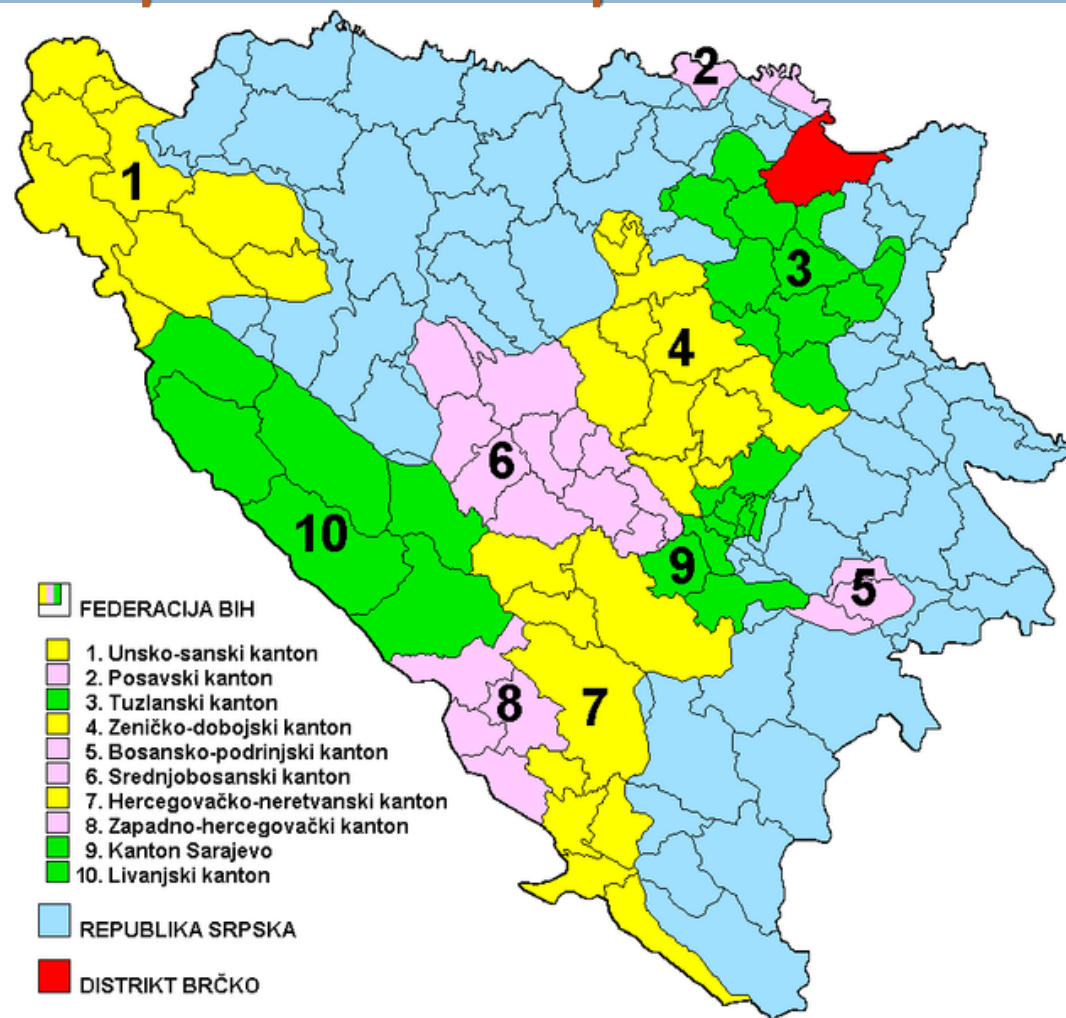 2
1
3
4
6
10
9
5
8
7
FEDERACIJA BIH
1. Unsko-sanski kanton
2. Posavski kanton
3. Tuzlanski kanton
4. Zeničko-dobojski kanton
5. Bosansko-podrinjski kanton
6. Srednjobosanski kanton
7. Hercegovačko-neretvanski kanton
8. Zapadno-hercegovački kanton
9. Kanton Sarajevo
10. Livanjski kanton
REPUBLIKA SRPSKA
DISTRIKT BRČKO